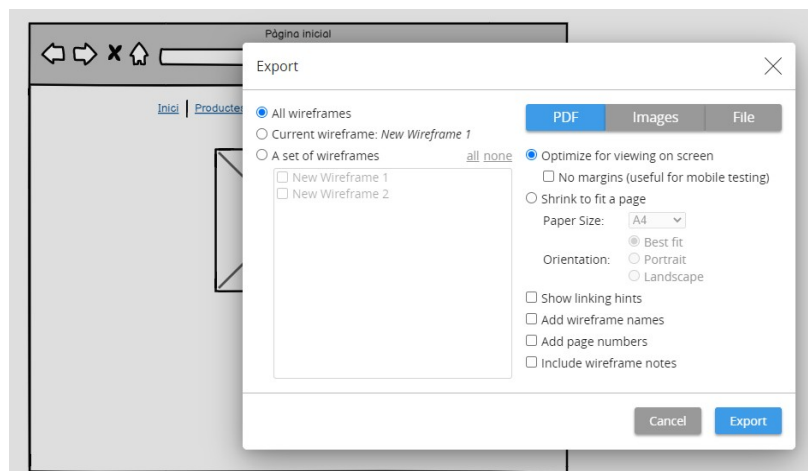 Pàgina inicial
Inici Productes
Export
All wireframes
Current wireframe: New Wireframe 1
A set of wireframes all none
New Wireframe 1
New Wireframe 2
PDF Images File
Optimize for viewing on screen
No margins (useful for mobile testing)
Shrink to fit a page
Paper Size: A4
Best fit
Orientation: Portrait
Landscape
Show linking hints
Add wireframe names
Add page numbers
Include wireframe notes
Cancel Export